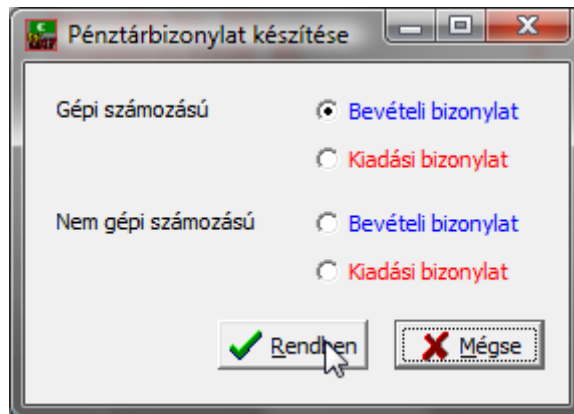 Pénztárbizonylat készítése
Gépi számozású Bevételi bizonylat
Kiadási bizonylat
Nem gépi számozású Bevételi bizonylat
Kiadási bizonylat
Rendben Mégse